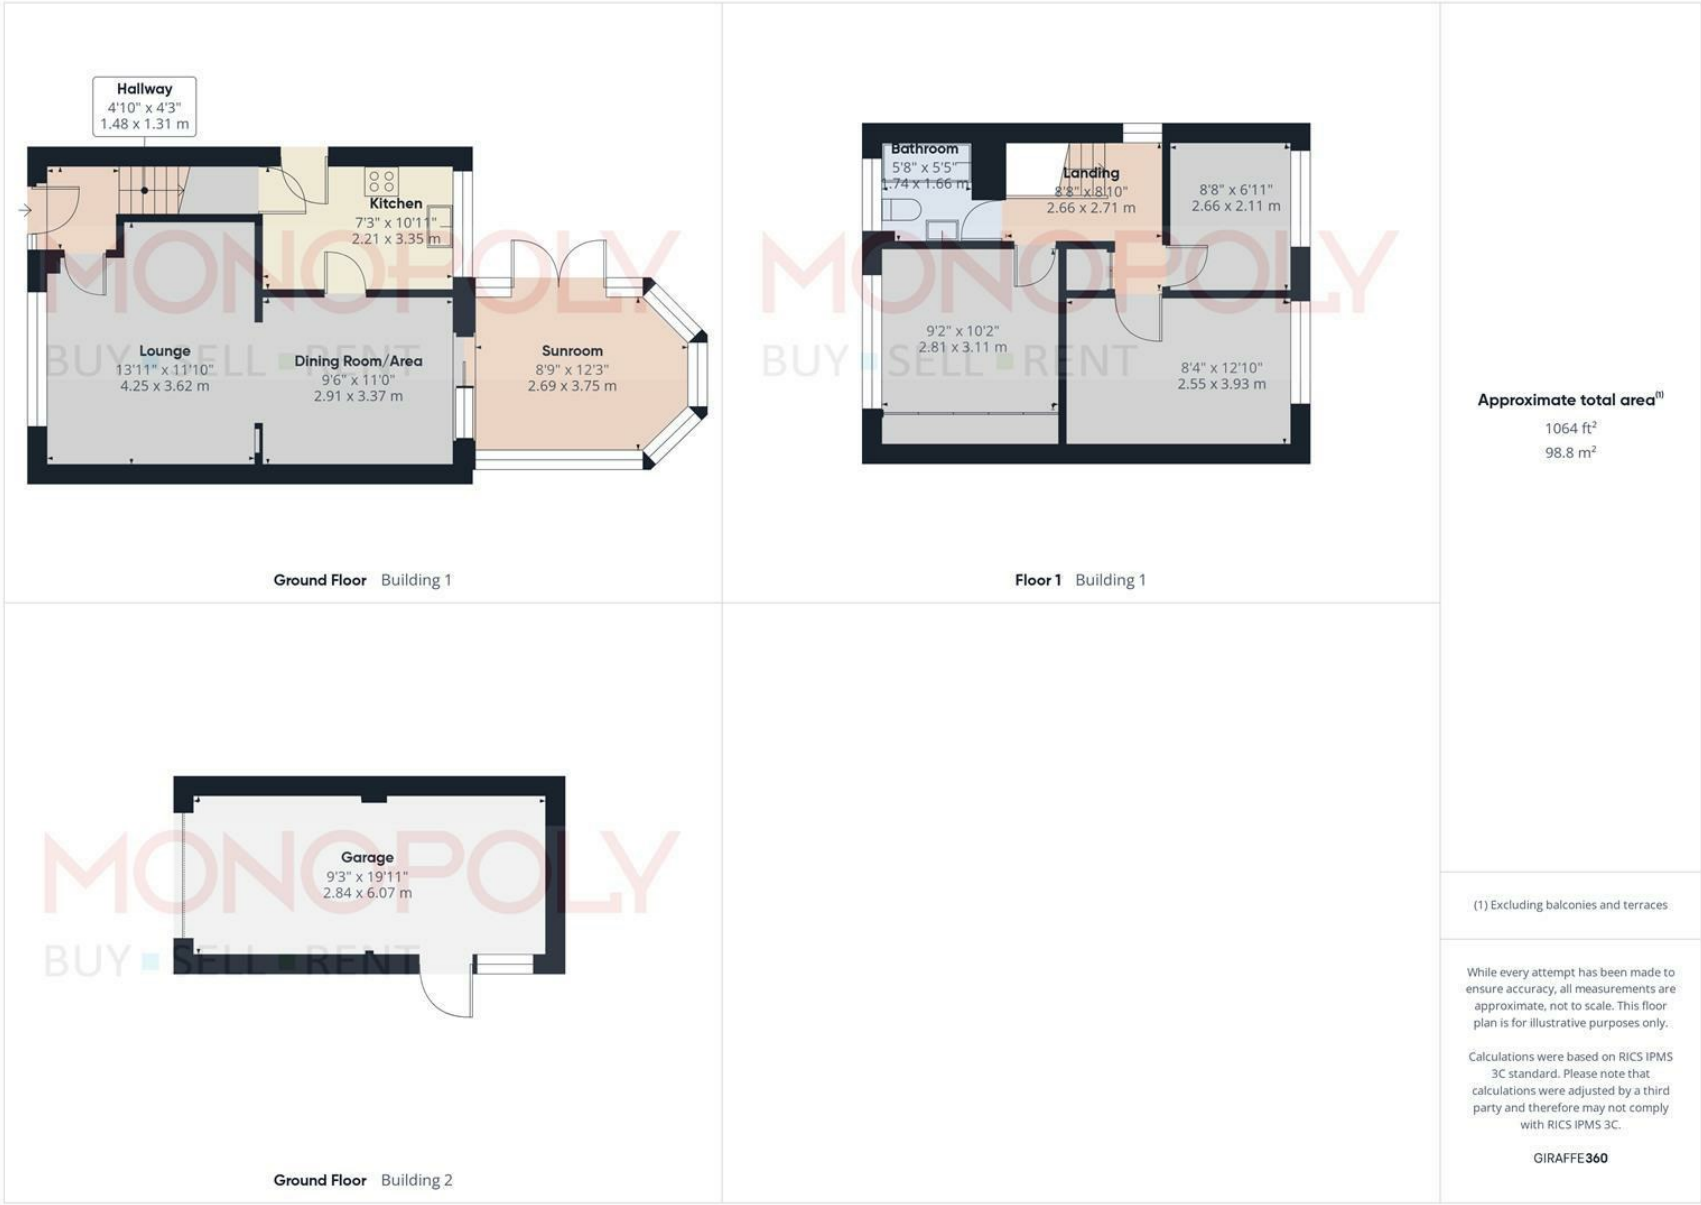 Hallway
4'10" x 4'3"
1.48 x 1.31 m
Kitchen
7'3" x 10'11"
2.21 x 3.35 m
Lounge
13'11" x 11'10"
4.25 x 3.62 m
Dining Room/Area
9'6" x 11'0"
2.91 x 3.37 m
Sunroom
8'9" x 12'3"
2.69 x 3.75 m
MONOPOLY
BUY SELL RENT
Ground Floor Building 1
Bathroom
5'8" x 5'5"
1.74 x 1.66 m
Landing
8'8" x 8'10"
2.66 x 2.71 m
8'8" x 6'11"
2.66 x 2.11 m
9'2" x 10'2"
2.81 x 3.11 m
8'4" x 12'10"
2.55 x 3.93 m
MONOPOLY
BUY SELL RENT
Floor 1 Building 1
Garage
9'3" x 19'11"
2.84 x 6.07 m
MONOPOLY
BUY SELL RENT
Ground Floor Building 2
Approximate total area(1)
1064 ft²
98.8 m²
(1) Excluding balconies and terraces
While every attempt has been made to
ensure accuracy, all measurements are
approximate, not to scale. This floor
plan is for illustrative purposes only.
Calculations were based on RICS IPMS
3C standard. Please note that
calculations were adjusted by a third
party and therefore may not comply
with RICS IPMS 3C.
GIRAFFE360